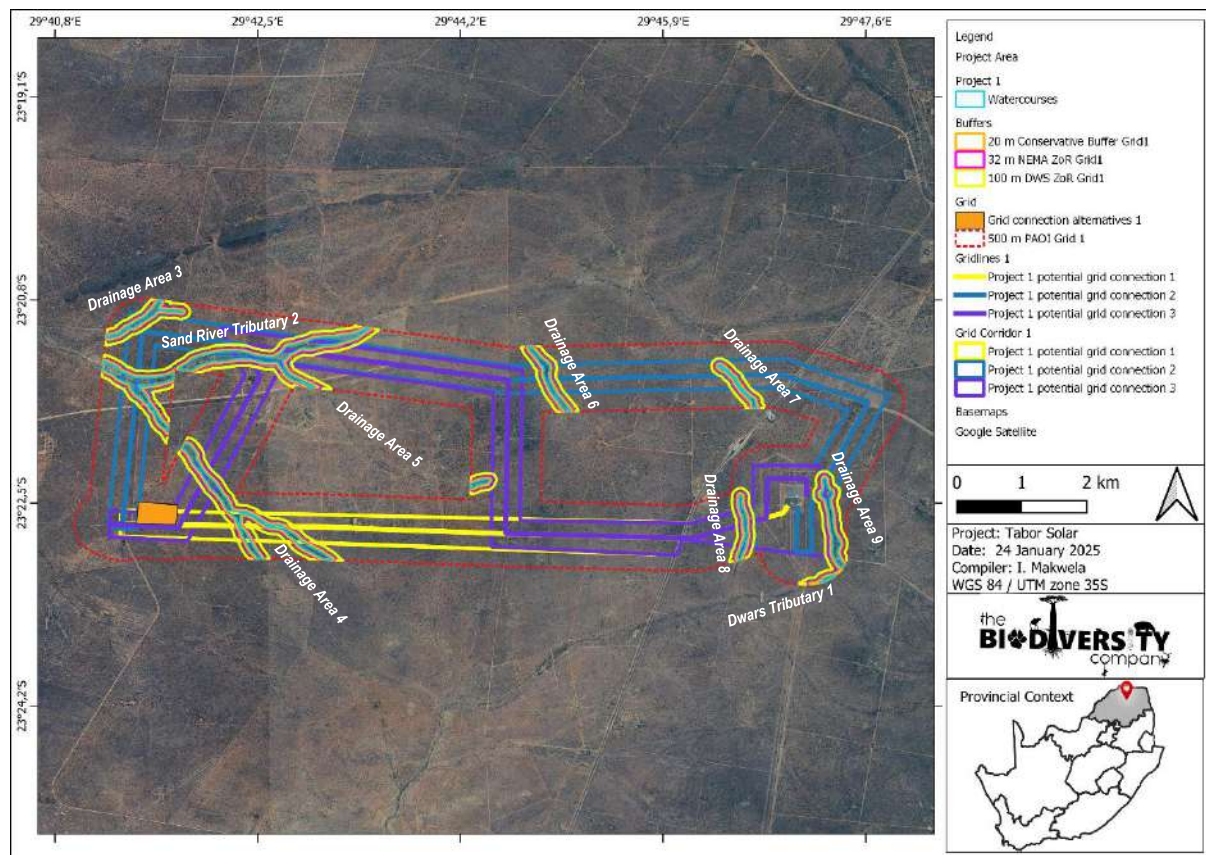 29°40,8'E
29°42,5'E
29°44,2'E
29°45,9'E
29°47,6'E
23°19,1'S
23°20,8'S
23°22,5'S
23°24,2'S
Drainage Area 3
Sand River Tributary 2
Drainage Area 6
Drainage Area 7
Drainage Area 5
Drainage Area 9
Drainage Area 8
Drainage Area 4
Dwars Tributary 1
Legend
Project Area
Project 1
Watercourses
Buffers
20 m Conservative Buffer Grid1
32 m NEMA ZoR Grid1
100 m DWS ZoR Grid1
Grid
Grid connection alternatives 1
500 m PAOI Grid 1
Gridlines 1
Project 1 potential grid connection 1
Project 1 potential grid connection 2
Project 1 potential grid connection 3
Grid Corridor 1
Project 1 potential grid connection 1
Project 1 potential grid connection 2
Project 1 potential grid connection 3
Basemaps
Google Satellite
0 1 2 km
Project: Tabor Solar
Date: 24 January 2025
Compiler: I. Makwela
WGS 84 / UTM zone 35S
the
BIODIVERSITY
company
Provincial Context